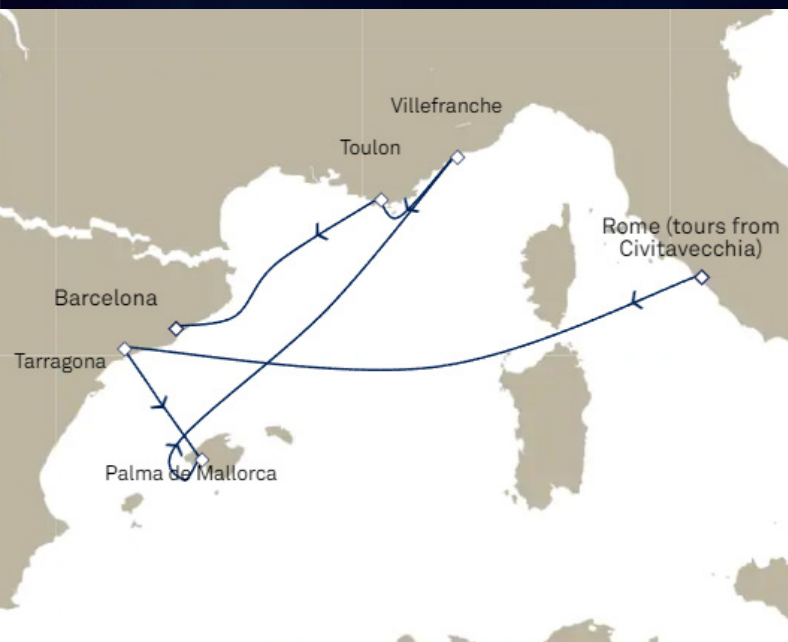 Villefranche
Toulon
Rome (tours from
Civitavecchia)
Barcelona
Tarragona
Palma de Mallorca